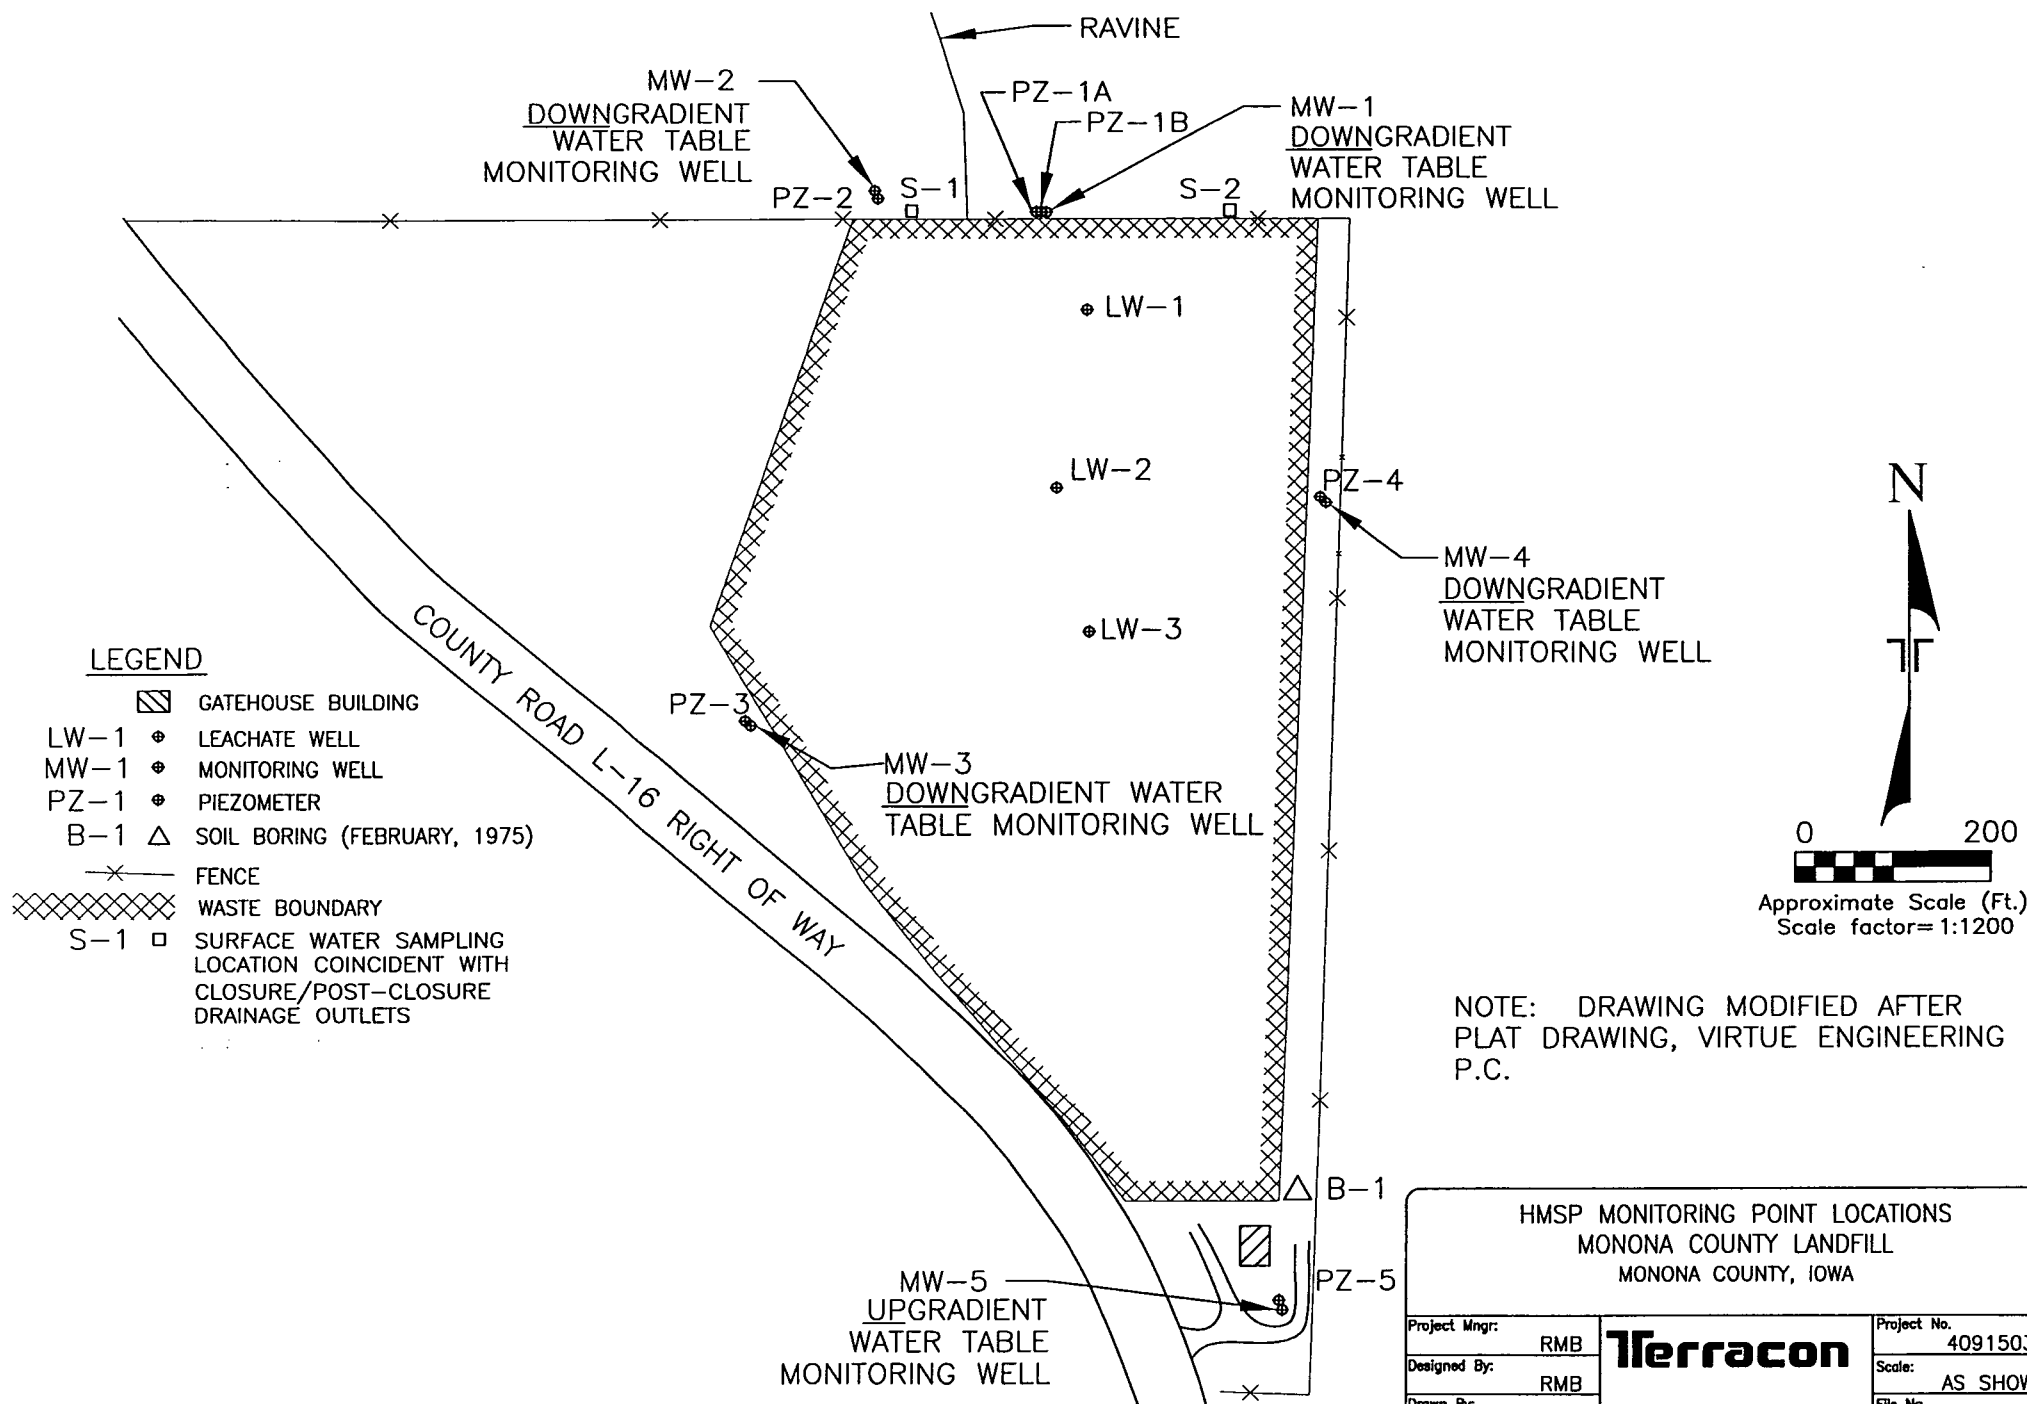 RAVINE
MW-2
DOWNGRADIENT
WATER TABLE
MONITORING WELL
PZ-1A
PZ-1B
MW-1
DOWNGRADIENT
WATER TABLE
MONITORING WELL
PZ-2
S-1
S-2
LW-1
LW-2
PZ-4
N
MW-4
DOWNGRADIENT
WATER TABLE
MONITORING WELL
LW-3
COUNTY ROAD L-16 RIGHT OF WAY
PZ-3
MW-3
DOWNGRADIENT WATER
TABLE MONITORING WELL
LEGEND
GATEHOUSE BUILDING
LW-1 LEACHATE WELL
MW-1 MONITORING WELL
PZ-1 PIEZOMETER
B-1 SOIL BORING (FEBRUARY, 1975)
FENCE
WASTE BOUNDARY
S-1 SURFACE WATER SAMPLING
LOCATION COINCIDENT WITH
CLOSURE/POST-CLOSURE
DRAINAGE OUTLETS
0 200
Approximate Scale (Ft.)
Scale factor= 1:1200
NOTE: DRAWING MODIFIED AFTER
PLAT DRAWING, VIRTUE ENGINEERING
P.C.
B-1
PZ-5
MW-5
UPGRADIENT
WATER TABLE
MONITORING WELL
HMSP MONITORING POINT LOCATIONS
MONONA COUNTY LANDFILL
MONONA COUNTY, IOWA
Project Mngr:
RMB
Designed By:
RMB
Terracon
Project No.
409150
Scale:
AS SHOW